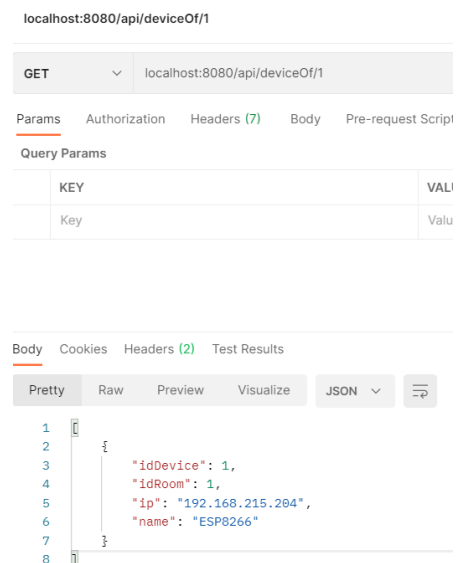 localhost:8080/api/deviceOf/1
GET localhost:8080/api/deviceOf/1
Params Authorization Headers (7) Body Pre-request Script
Query Params
KEY
Key
Body Cookies Headers (2) Test Results
Pretty Raw Preview Visualize JSON
1 [
2 {
3 "idDevice": 1,
4 "idRoom": 1,
5 "ip": "192.168.215.204",
6 "name": "ESP8266"
7 }
8 ]